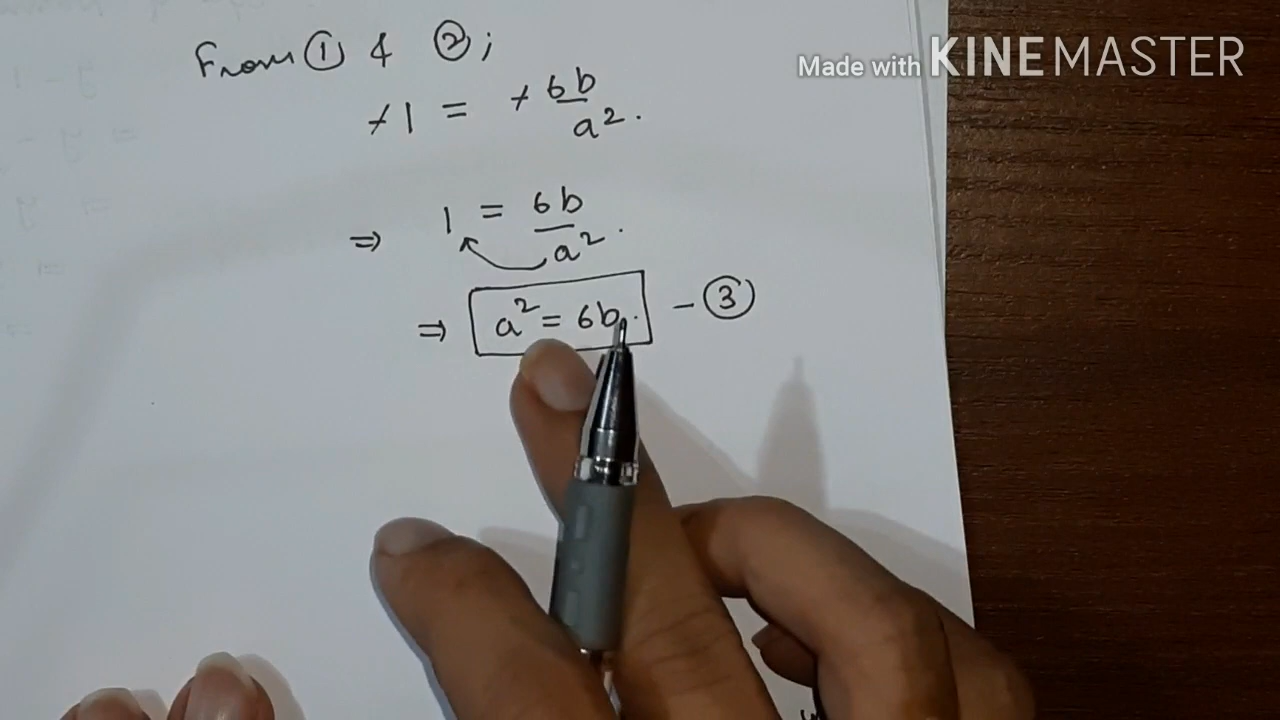 Made with KINEMASTER
From ① & ②;
+1 = + 6b/a².
⇒ 1 = 6b/a².
⇒ a² = 6b. - ③